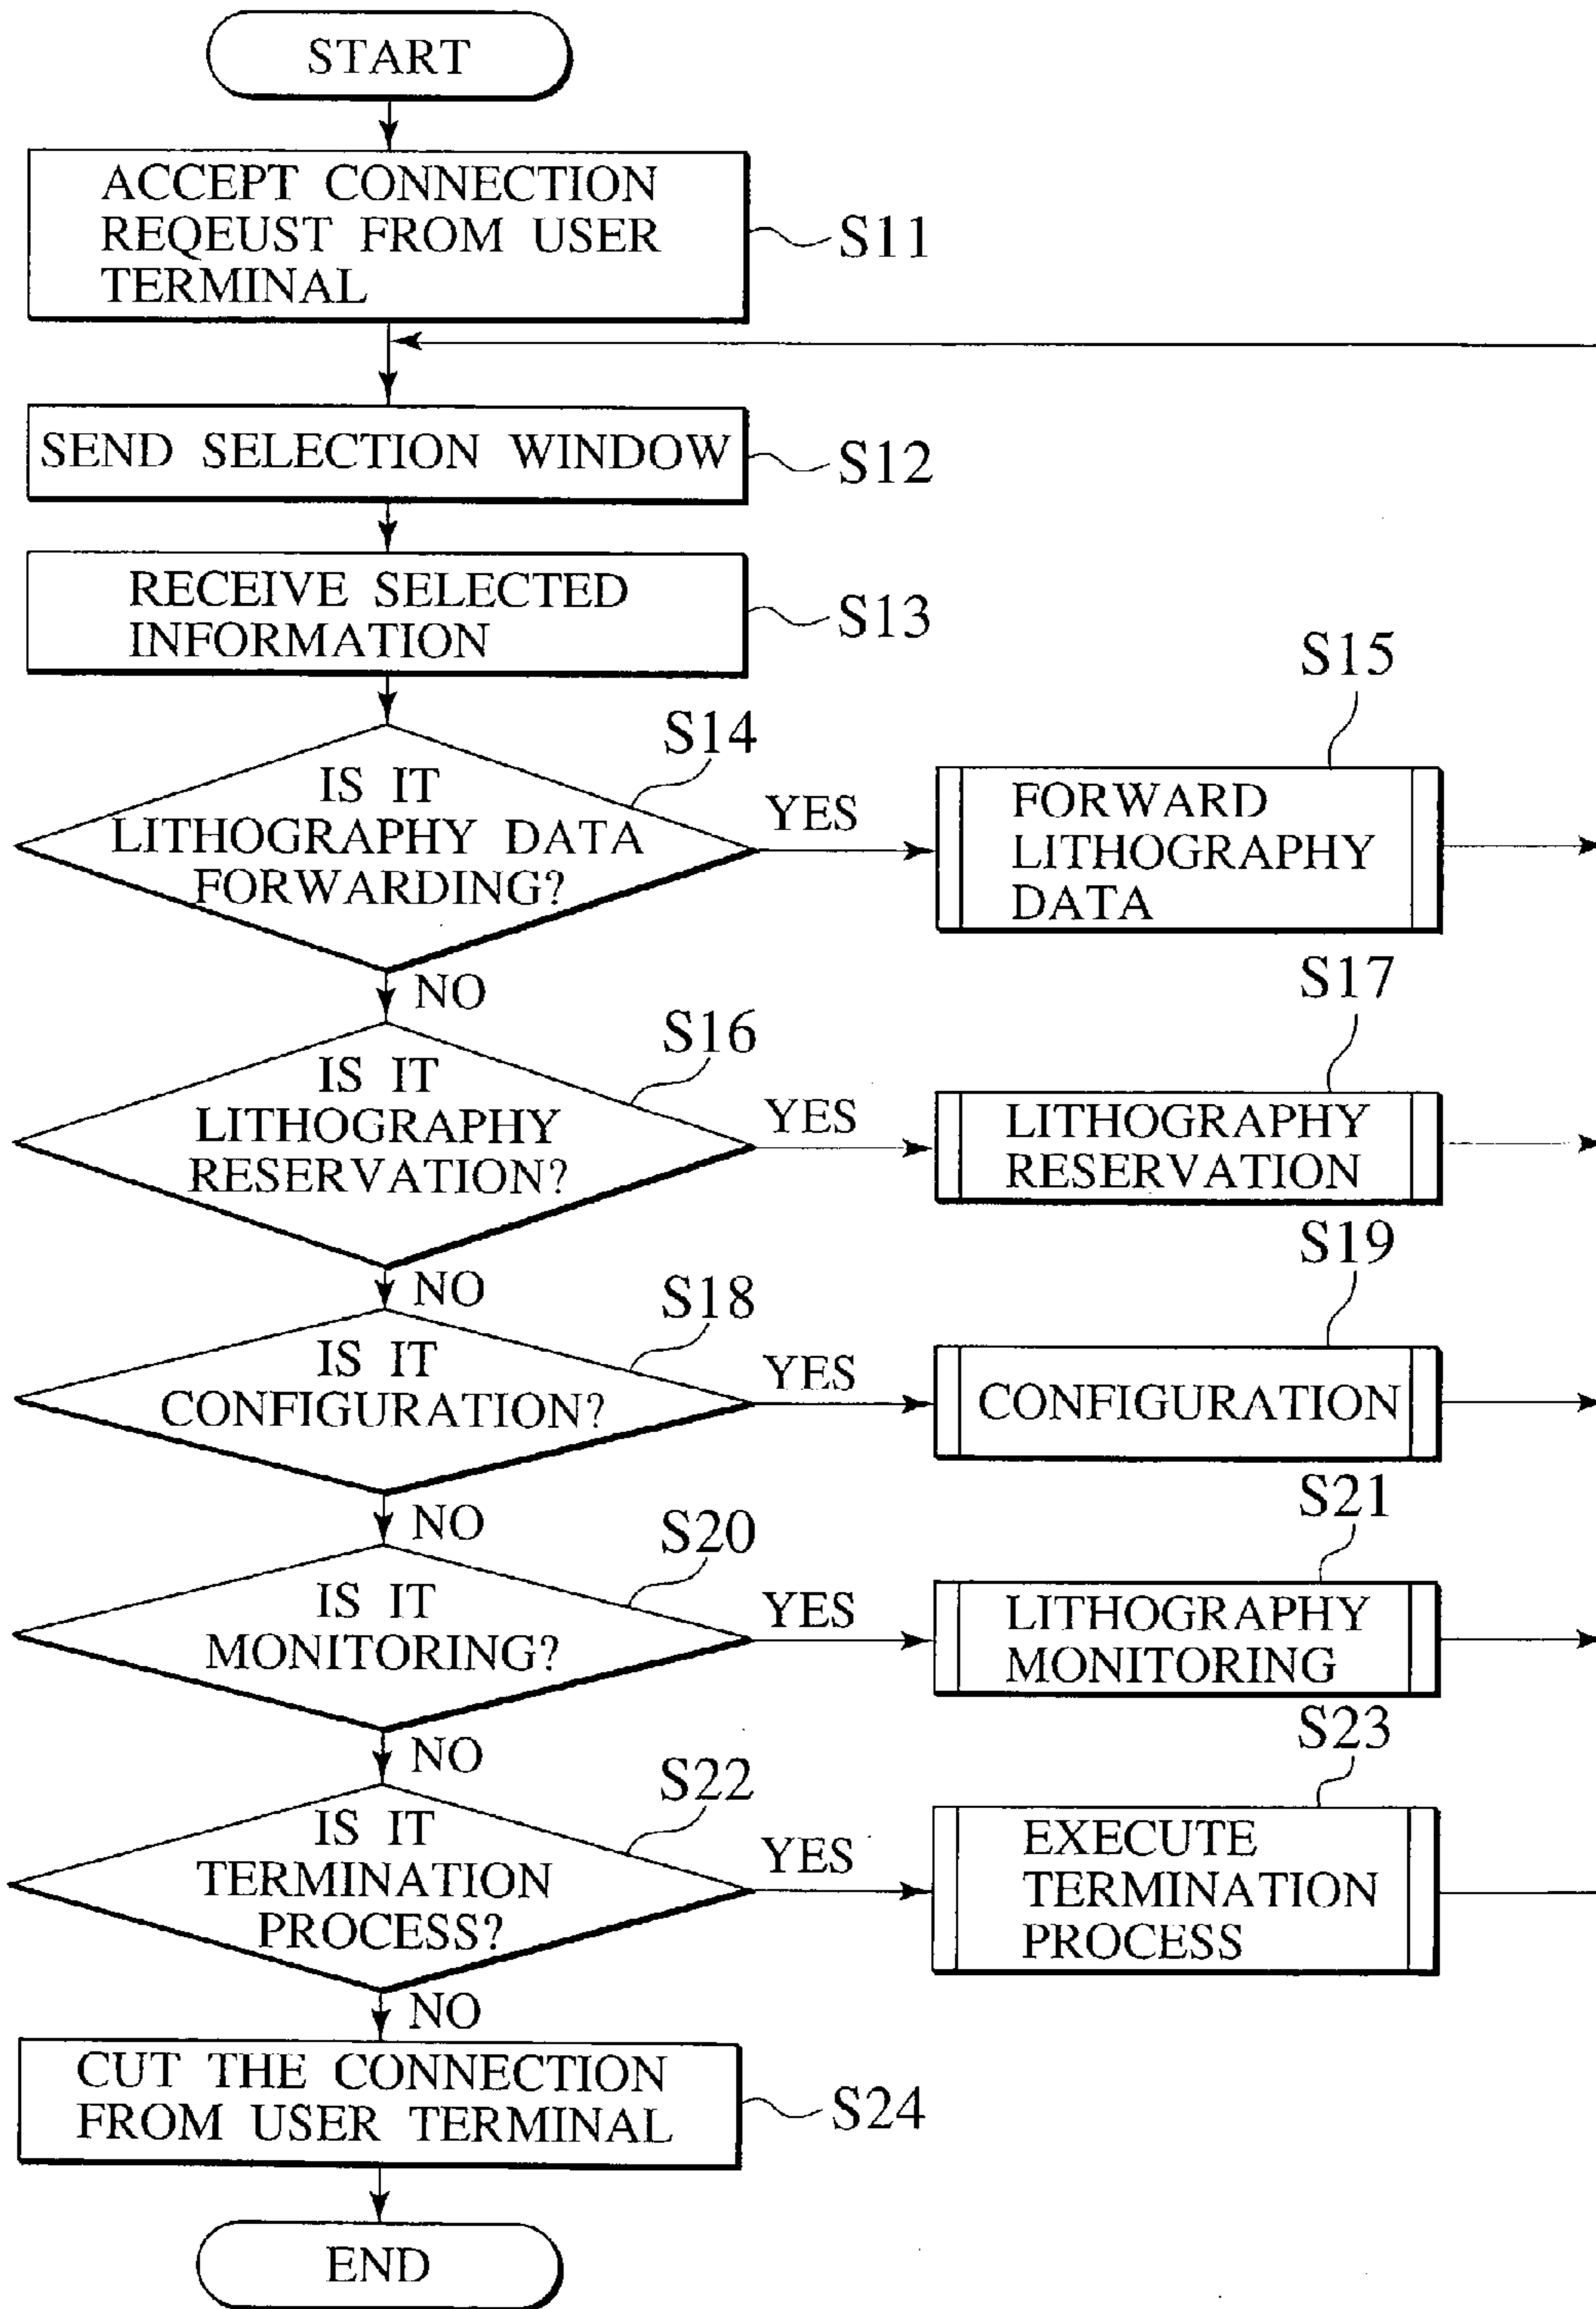 START
ACCEPT CONNECTION
REQEUST FROM USER
TERMINAL
S11
SEND SELECTION WINDOW
S12
RECEIVE SELECTED
INFORMATION
S13
S14
IS IT
LITHOGRAPHY DATA
FORWARDING?
YES
S15
FORWARD
LITHOGRAPHY
DATA
NO
S16
IS IT
LITHOGRAPHY
RESERVATION?
YES
S17
LITHOGRAPHY
RESERVATION
NO
S18
IS IT
CONFIGURATION?
YES
S19
CONFIGURATION
NO
S20
IS IT
MONITORING?
YES
S21
LITHOGRAPHY
MONITORING
NO
S22
IS IT
TERMINATION
PROCESS?
YES
S23
EXECUTE
TERMINATION
PROCESS
NO
CUT THE CONNECTION
FROM USER TERMINAL
S24
END